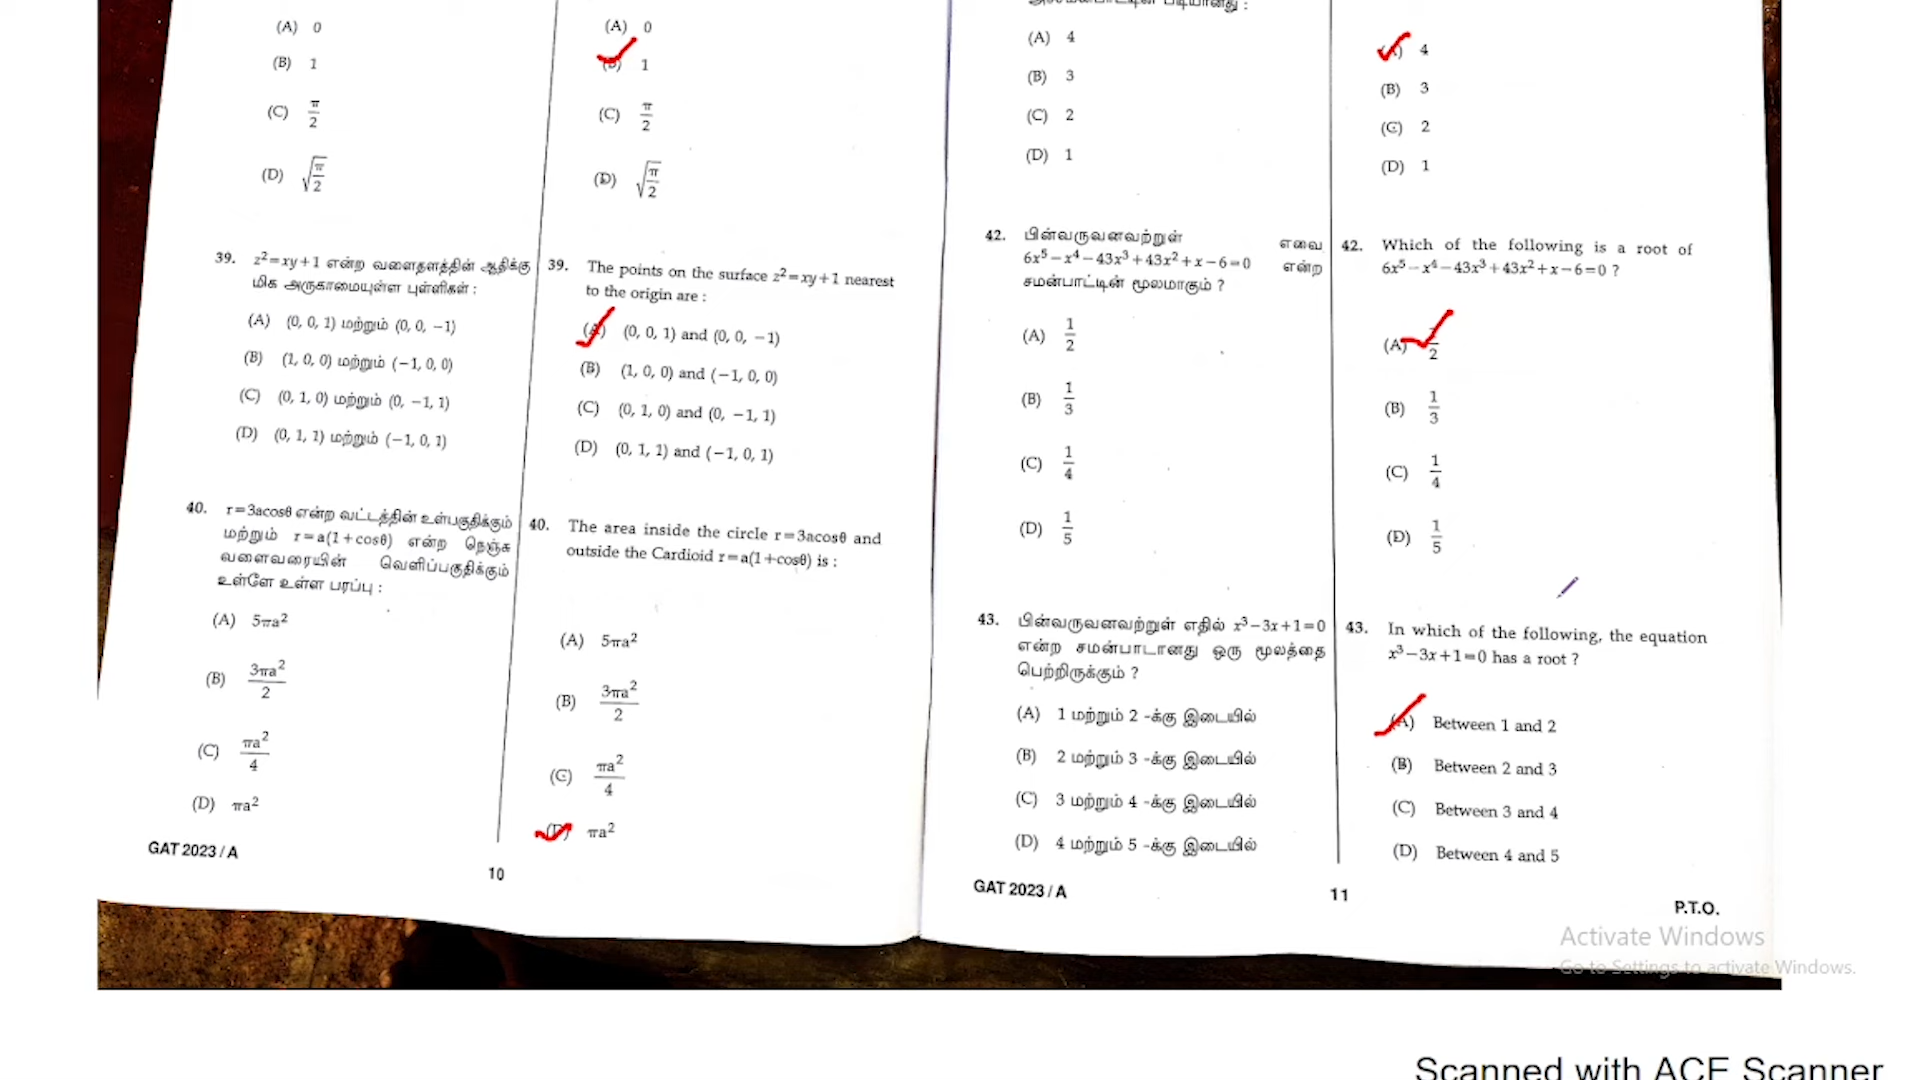 (A) 0
(B) 1
(C) π/2
(D) √π/2
(A) 0
1
(C) π/2
(D) √π/2
39. z²=xy+1 என்ற வளைதளத்தின் ஆதிக்கு
மிக அருகாமையுள்ள புள்ளிகள் :
(A) (0, 0, 1) மற்றும் (0, 0, −1)
(B) (1, 0, 0) மற்றும் (−1, 0, 0)
(C) (0, 1, 0) மற்றும் (0, −1, 1)
(D) (0, 1, 1) மற்றும் (−1, 0, 1)
39. The points on the surface z²=xy+1 nearest
to the origin are :
(A) (0, 0, 1) and (0, 0, −1)
(B) (1, 0, 0) and (−1, 0, 0)
(C) (0, 1, 0) and (0, −1, 1)
(D) (0, 1, 1) and (−1, 0, 1)
40. r=3acosθ என்ற வட்டத்தின் உள்பகுதிக்கும்
மற்றும் r=a(1+cosθ) என்ற நெஞ்சு
வளைவரையின் வெளிப்பகுதிக்கும்
உள்ளே உள்ள பரப்பு :
(A) 5πa²
(B) 3πa²/2
(C) πa²/4
(D) πa²
40. The area inside the circle r=3acosθ and
outside the Cardioid r=a(1+cosθ) is :
(A) 5πa²
(B) 3πa²/2
(C) πa²/4
(D) πa²
GAT 2023/A
10
(A) 4
(B) 3
(C) 2
(D) 1
4
(B) 3
(C) 2
(D) 1
42. பின்வருவனவற்றுள் எவை
6x⁵−x⁴−43x³+43x²+x−6=0 என்ற
சமன்பாட்டின் மூலமாகும் ?
(A) 1/2
(B) 1/3
(C) 1/4
(D) 1/5
42. Which of the following is a root of
6x⁵−x⁴−43x³+43x²+x−6=0 ?
(A) 2
(B) 1/3
(C) 1/4
(D) 1/5
43. பின்வருவனவற்றுள் எதில் x³−3x+1=0
என்ற சமன்பாடானது ஒரு மூலத்தை
பெற்றிருக்கும் ?
(A) 1 மற்றும் 2 -க்கு இடையில்
(B) 2 மற்றும் 3 -க்கு இடையில்
(C) 3 மற்றும் 4 -க்கு இடையில்
(D) 4 மற்றும் 5 -க்கு இடையில்
43. In which of the following, the equation
x³−3x+1=0 has a root ?
(A) Between 1 and 2
(B) Between 2 and 3
(C) Between 3 and 4
(D) Between 4 and 5
GAT 2023/A
11
P.T.O.
Activate Windows
Go to Settings to activate Windows.
Scanned with ACE Scanner